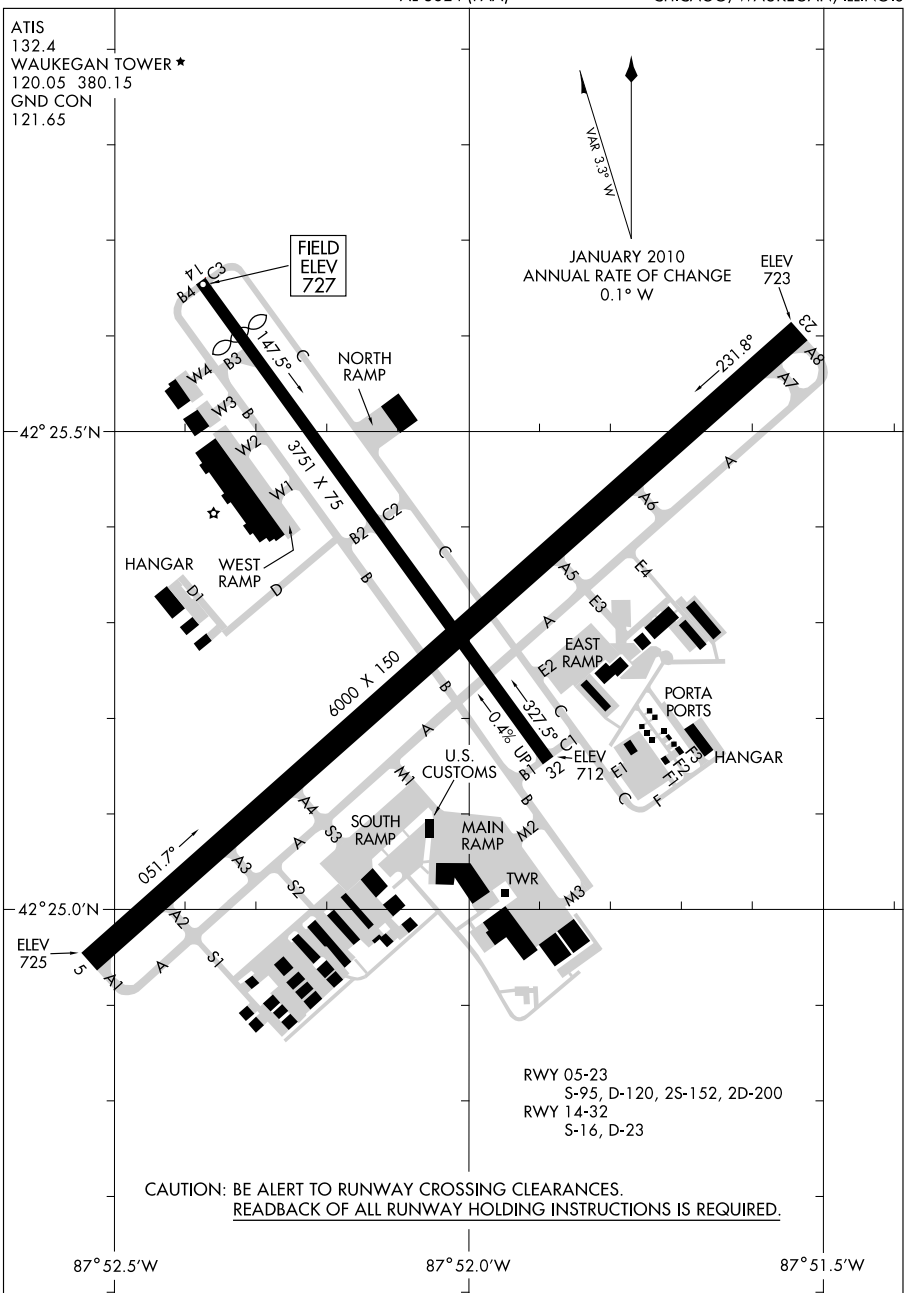 AL-5024 (FAA)
CHICAGO/WAUKEGAN, ILLINOIS
ATIS
132.4
WAUKEGAN TOWER ★
120.05 380.15
GND CON
121.65
VAR 3.3° W
JANUARY 2010
ANNUAL RATE OF CHANGE
0.1° W
FIELD
ELEV
727
ELEV
723
14
C3
B4
23
A8
A7
147.5°
231.8°
C
B3
NORTH
RAMP
W4
W3
B
42° 25.5'N
W2
3751 X 75
A
W1
A6
C2
B2
WEST
RAMP
C
HANGAR
D1
D
B
A5
E4
E3
A
EAST
RAMP
E2
6000 X 150
B
C
327.5°
PORTA
PORTS
A
0.4% UP
C1
U.S.
CUSTOMS
ELEV
712
HANGAR
M1
B1
32
E1
F3
F2
F1
C
F
B
A4
S3
SOUTH
RAMP
MAIN
RAMP
M2
051.7°
A
A3
S2
TWR
M3
42° 25.0'N
A2
ELEV
725
5
A1
A
S1
RWY 05-23
S-95, D-120, 2S-152, 2D-200
RWY 14-32
S-16, D-23
CAUTION: BE ALERT TO RUNWAY CROSSING CLEARANCES.
READBACK OF ALL RUNWAY HOLDING INSTRUCTIONS IS REQUIRED.
87° 52.5'W
87° 52.0'W
87° 51.5'W